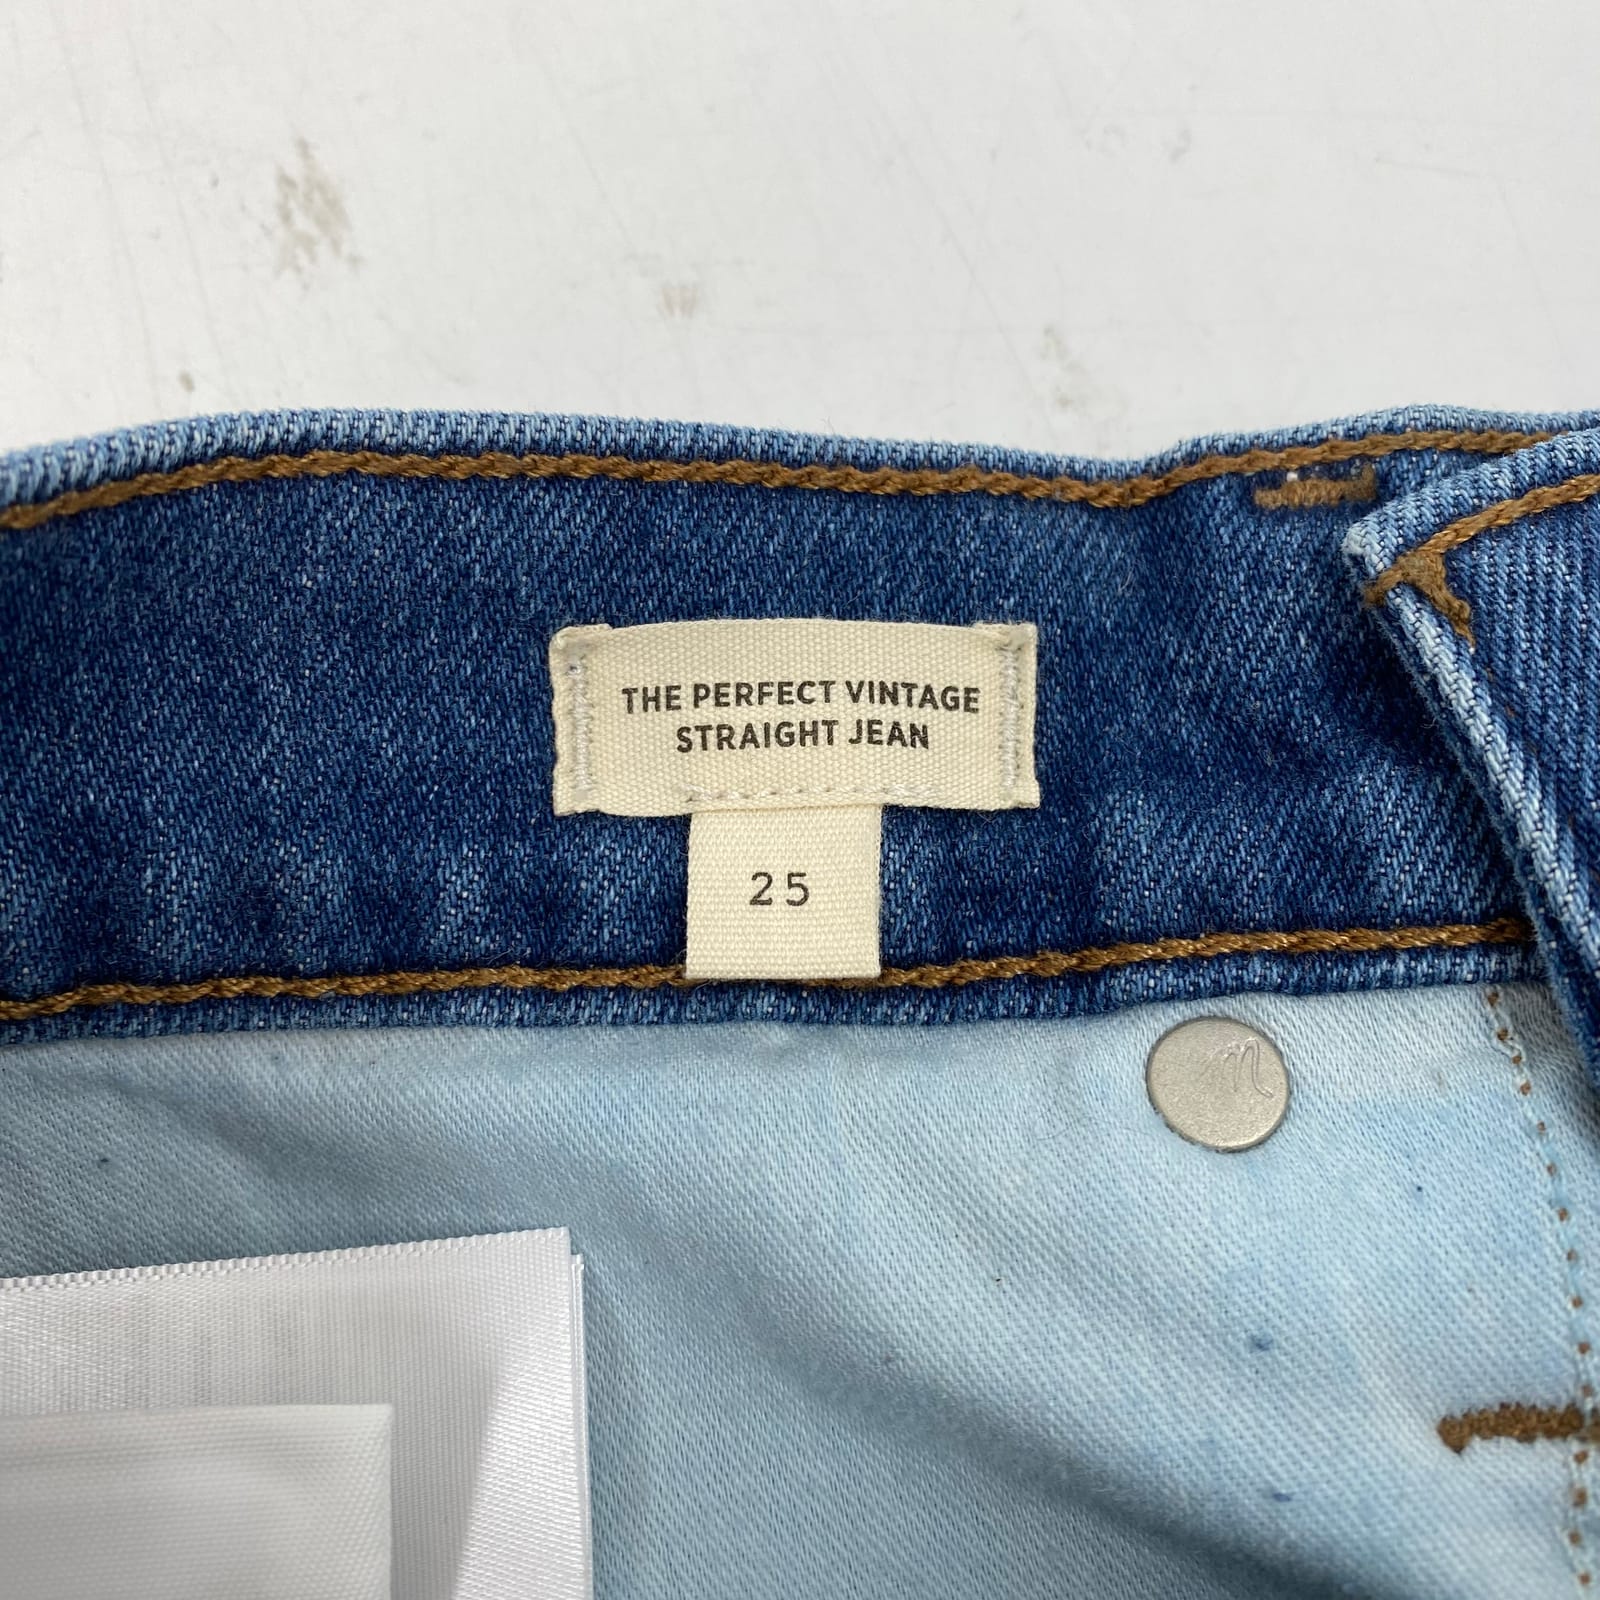 THE PERFECT VINTAGE
STRAIGHT JEAN
25
m